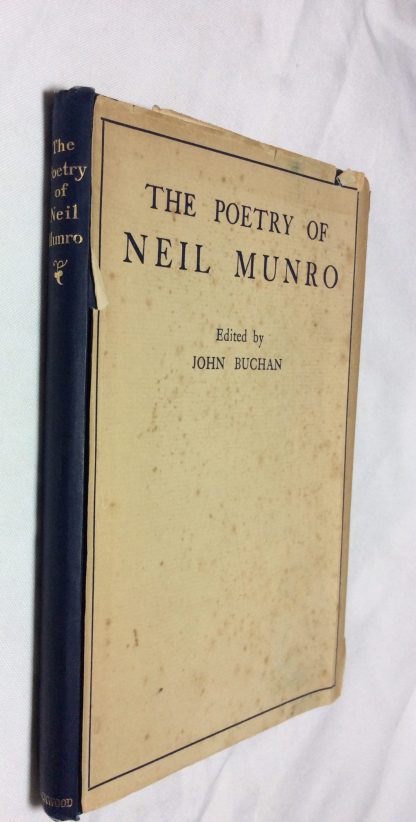 The
Poetry
of
Neil
Munro
THE POETRY OF
NEIL MUNRO
Edited by
JOHN BUCHAN